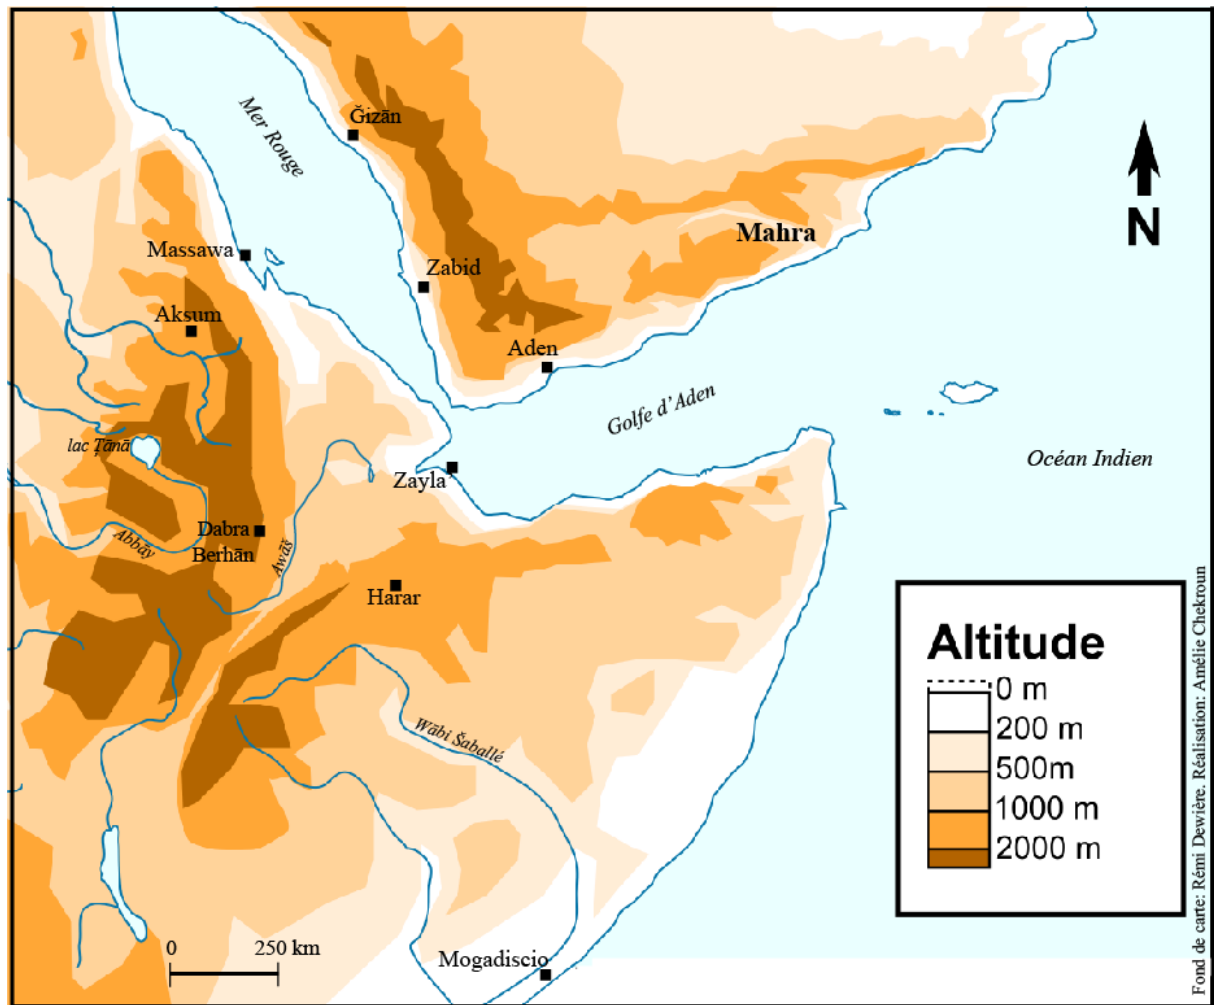 Mer Rouge
Ğizān
Massawa
Mahra
N
Zabid
Aksum
Aden
Golfe d’Aden
lac Ṭānā
Zayla‘
Océan Indien
Abbāy
Dabra
Berhān
Awāš
Harar
Wābi Šaballé
Mogadiscio
0 250 km
Altitude
0 m
200 m
500m
1000 m
2000 m
Fond de carte: Rémi Dewière. Réalisation: Amélie Chekroun